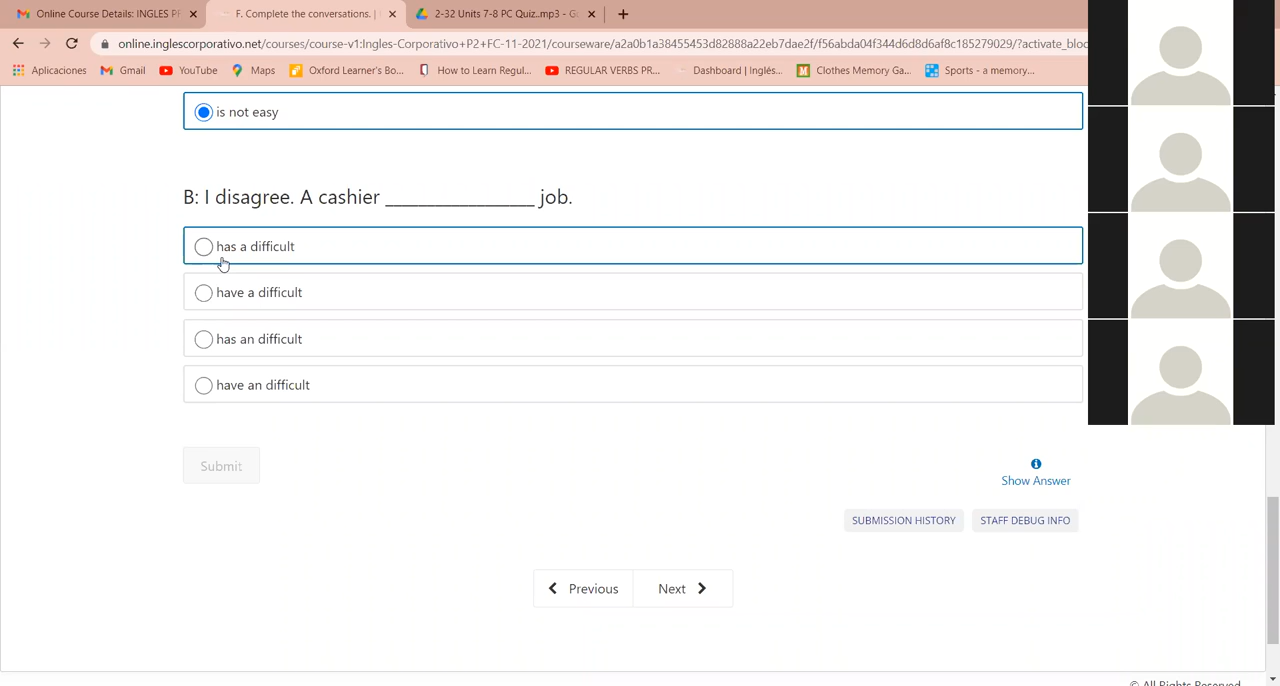 Online Course Details: INGLES PF
F. Complete the conversations. |
2-32 Units 7-8 PC Quiz..mp3 - Go
online.inglescorporativo.net/courses/course-v1:Ingles-Corporativo+P2+FC-11-2021/courseware/a2a0b1a38455453d82888a22eb7dae2f/f56abda04f344d6d8d6af8c185279029/?activate_bloc
Aplicaciones Gmail YouTube Maps Oxford Learner's Bo... How to Learn Regul... REGULAR VERBS PR... Dashboard | Inglés... Clothes Memory Ga... Sports - a memory...
is not easy
B: I disagree. A cashier _________________ job.
has a difficult
have a difficult
has an difficult
have an difficult
Submit
Show Answer
SUBMISSION HISTORY STAFF DEBUG INFO
Previous Next
© All Rights Reserved